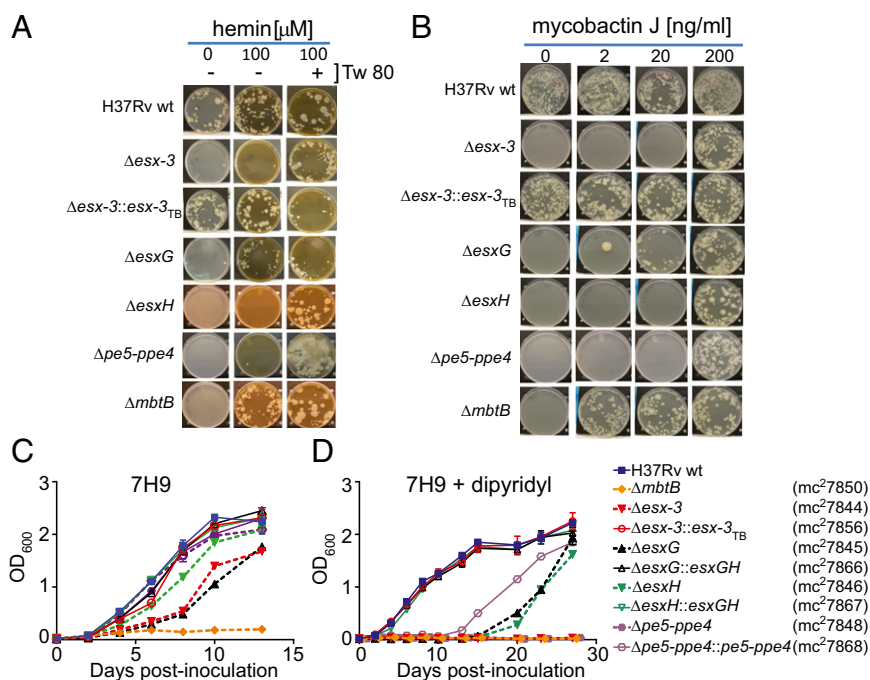 A
hemin [µM]
0 100 100
- - + ] Tw 80
H37Rv wt
Δesx-3
Δesx-3::esx-3TB
ΔesxG
ΔesxH
Δpe5-ppe4
ΔmbtB
B
mycobactin J [ng/ml]
0 2 20 200
H37Rv wt
Δesx-3
Δesx-3::esx-3TB
ΔesxG
ΔesxH
Δpe5-ppe4
ΔmbtB
C
7H9
OD600
3
2
1
0
0 5 10 15
Days post-inoculation
D
7H9 + dipyridyl
3
2
1
0
0 10 20 30
Days post-inoculation
H37Rv wt
ΔmbtB (mc²7850)
Δesx-3 (mc²7844)
Δesx-3::esx-3TB (mc²7856)
ΔesxG (mc²7845)
ΔesxG::esxGH (mc²7866)
ΔesxH (mc²7846)
ΔesxH::esxGH (mc²7867)
Δpe5-ppe4 (mc²7848)
Δpe5-ppe4::pe5-ppe4 (mc²7868)